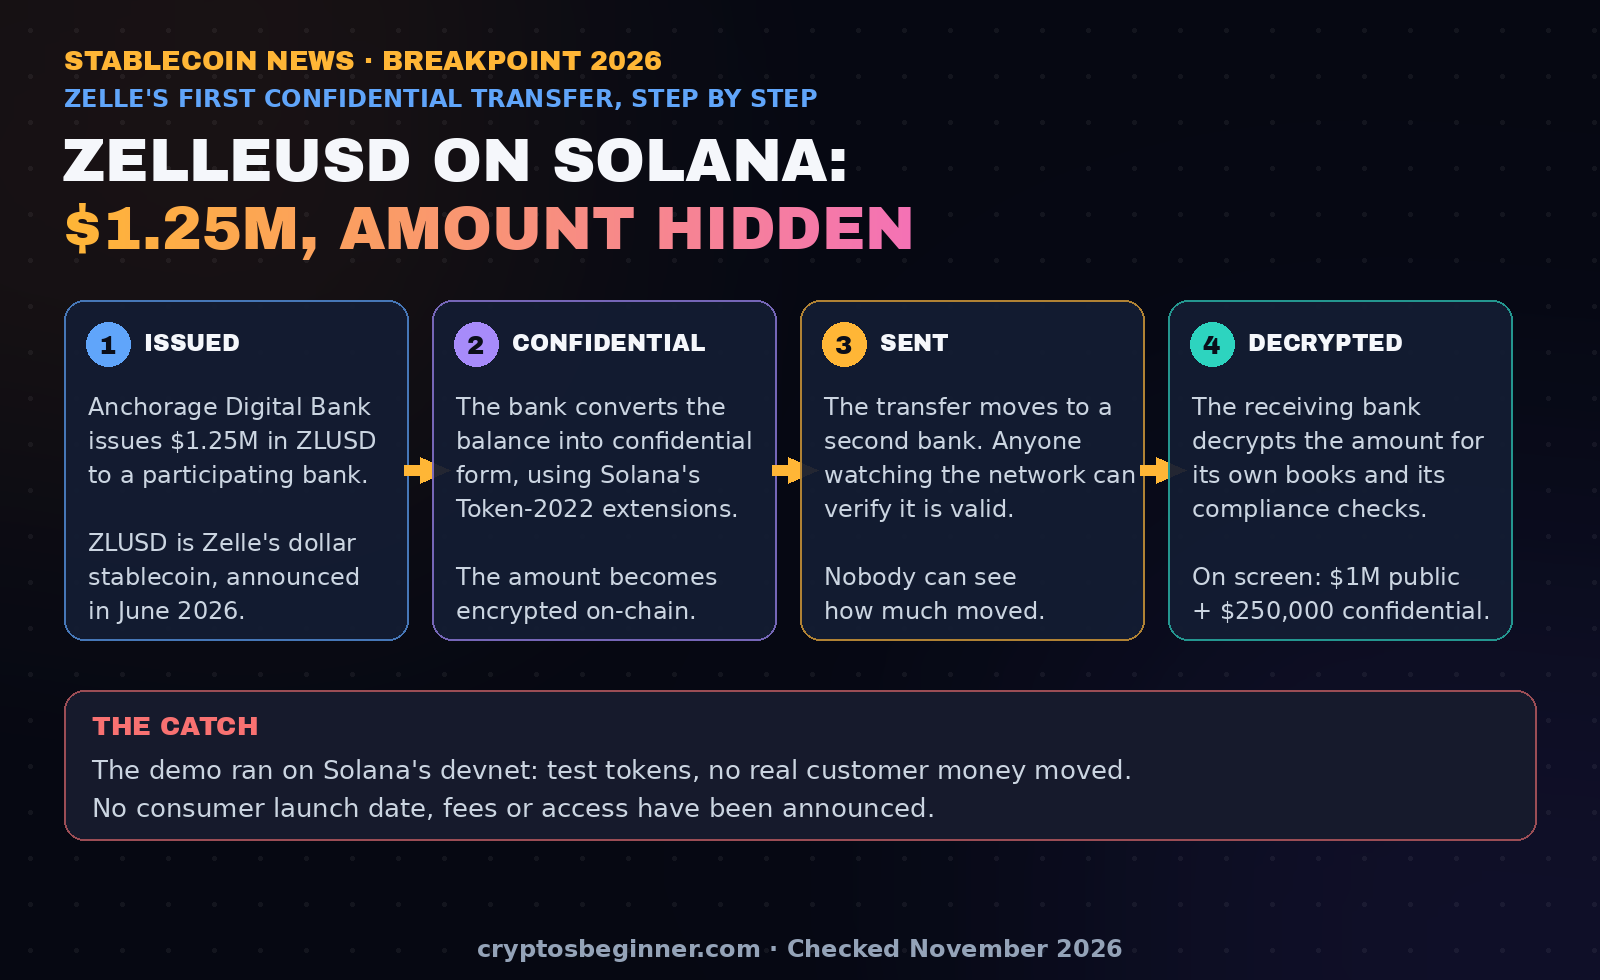 STABLECOIN NEWS · BREAKPOINT 2026
ZELLE'S FIRST CONFIDENTIAL TRANSFER, STEP BY STEP
ZELLEUSD ON SOLANA:
$1.25M, AMOUNT HIDDEN
1 ISSUED
Anchorage Digital Bank
issues $1.25M in ZLUSD
to a participating bank.
ZLUSD is Zelle's dollar
stablecoin, announced
in June 2026.
2 CONFIDENTIAL
The bank converts the
balance into confidential
form, using Solana's
Token-2022 extensions.
The amount becomes
encrypted on-chain.
3 SENT
The transfer moves to a
second bank. Anyone
watching the network can
verify it is valid.
Nobody can see
how much moved.
4 DECRYPTED
The receiving bank
decrypts the amount for
its own books and its
compliance checks.
On screen: $1M public
+ $250,000 confidential.
THE CATCH
The demo ran on Solana's devnet: test tokens, no real customer money moved.
No consumer launch date, fees or access have been announced.
cryptosbeginner.com · Checked November 2026